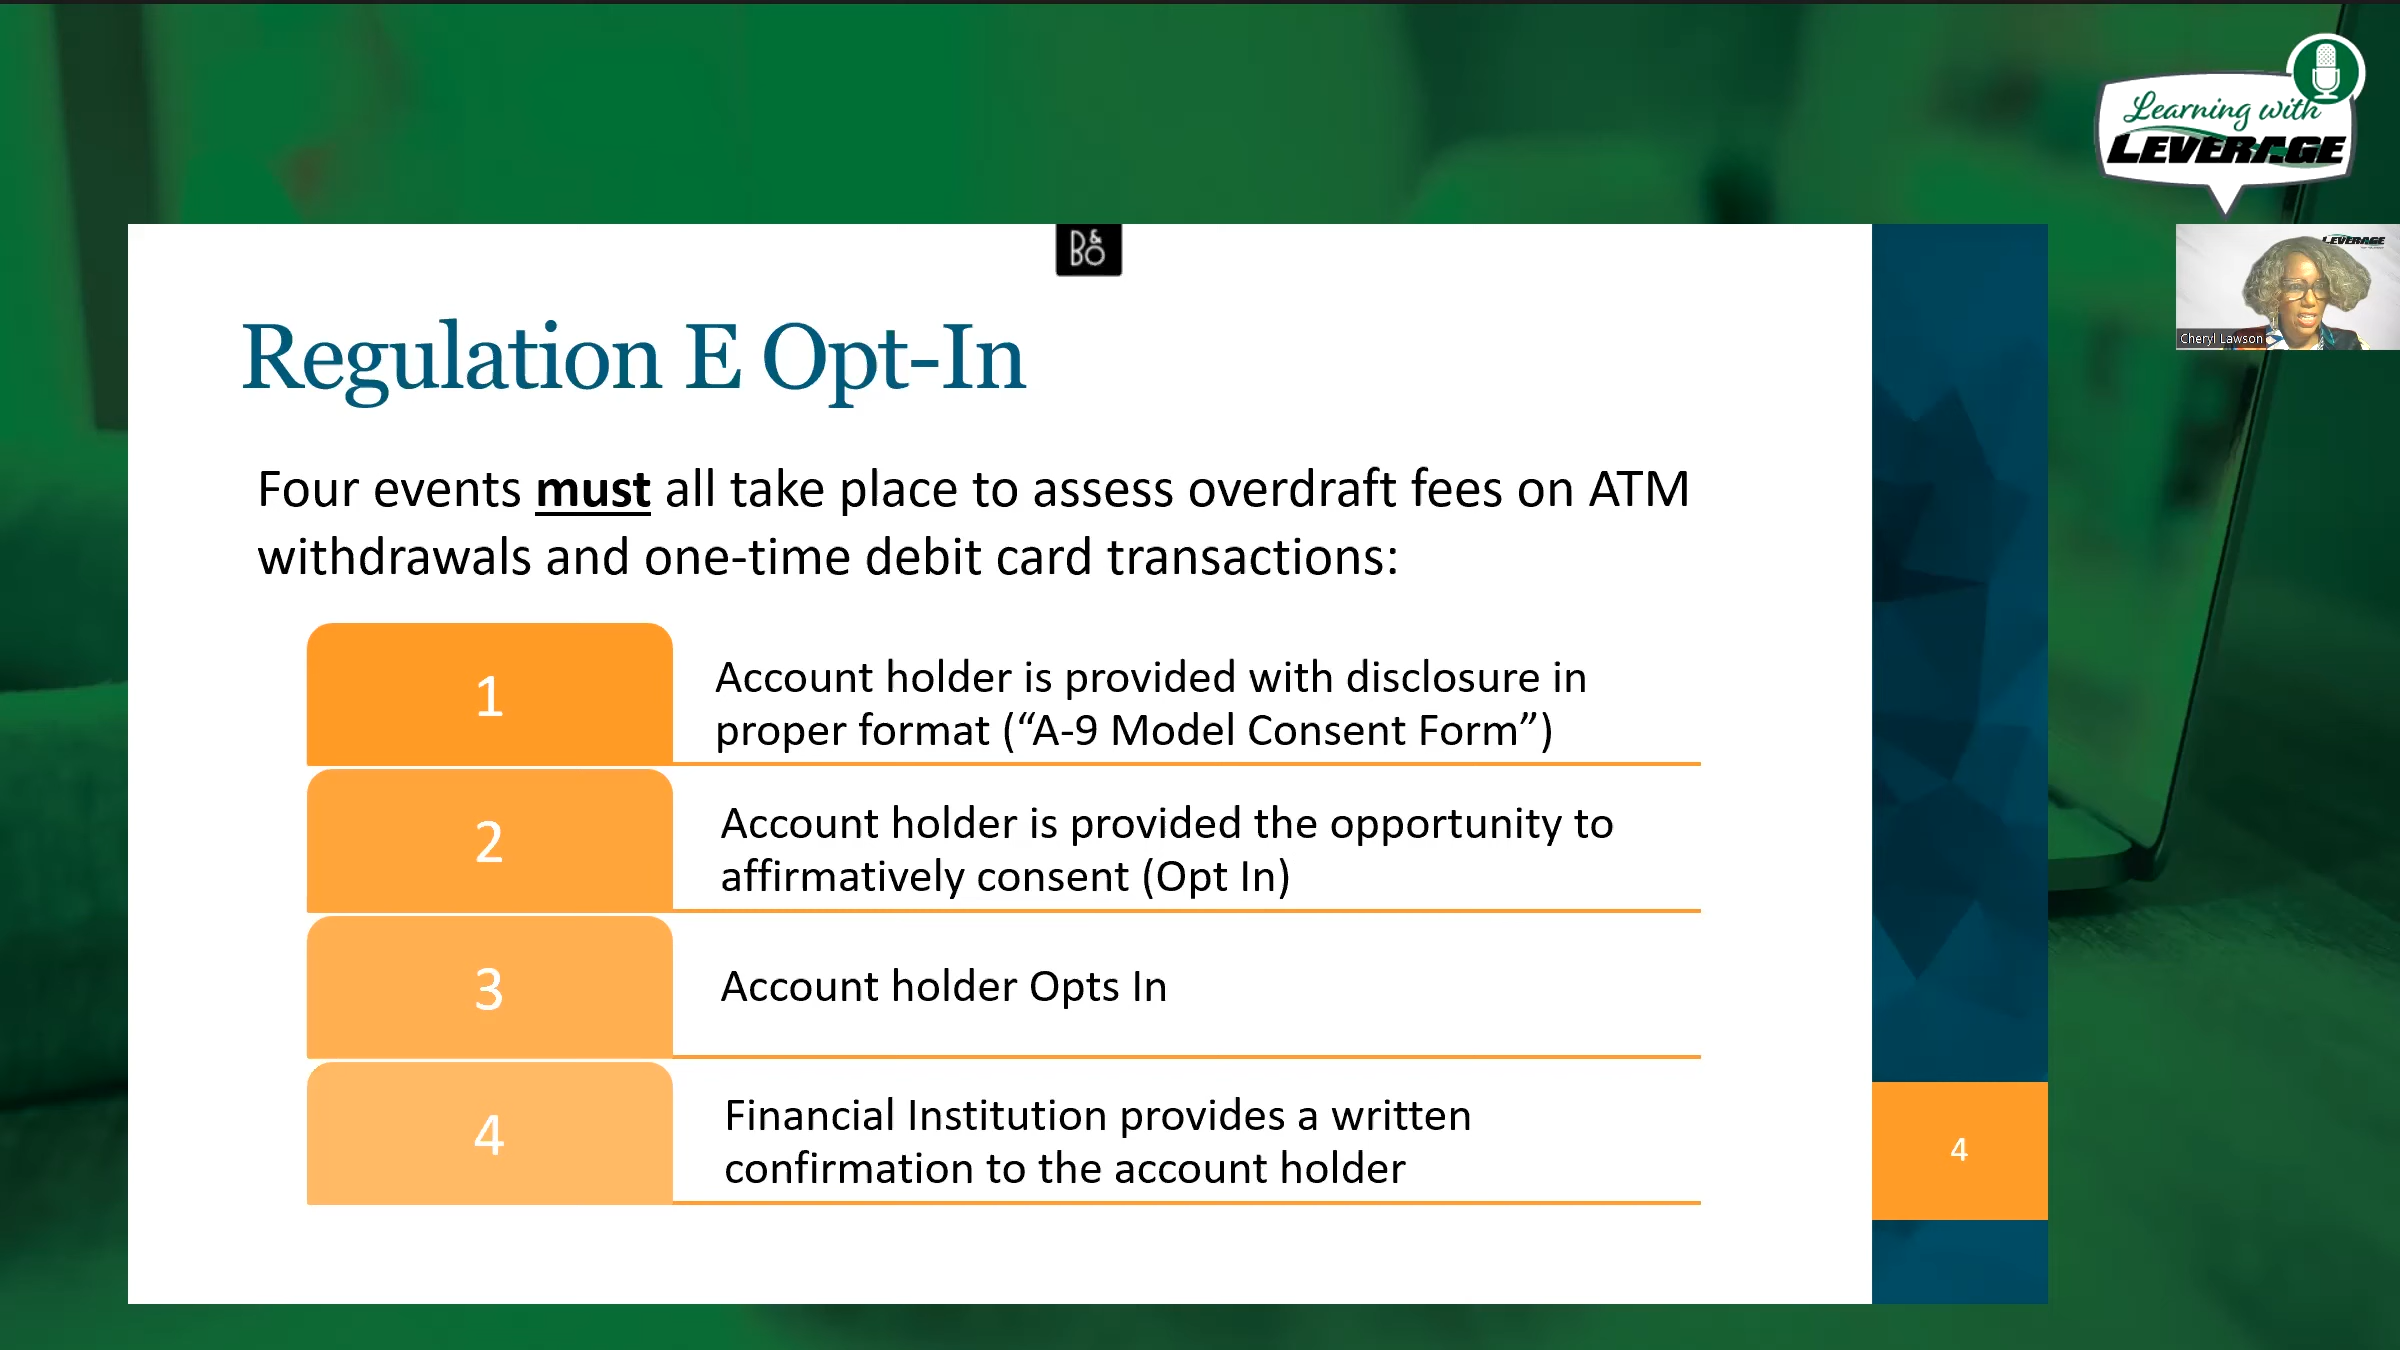 Learning with
LEVERAGE
B&O
LEVERAGE
Cheryl Lawson
Regulation E Opt-In
Four events must all take place to assess overdraft fees on ATM
withdrawals and one-time debit card transactions:
1
Account holder is provided with disclosure in
proper format (“A-9 Model Consent Form”)
2
Account holder is provided the opportunity to
affirmatively consent (Opt In)
3
Account holder Opts In
4
Financial Institution provides a written
confirmation to the account holder
4